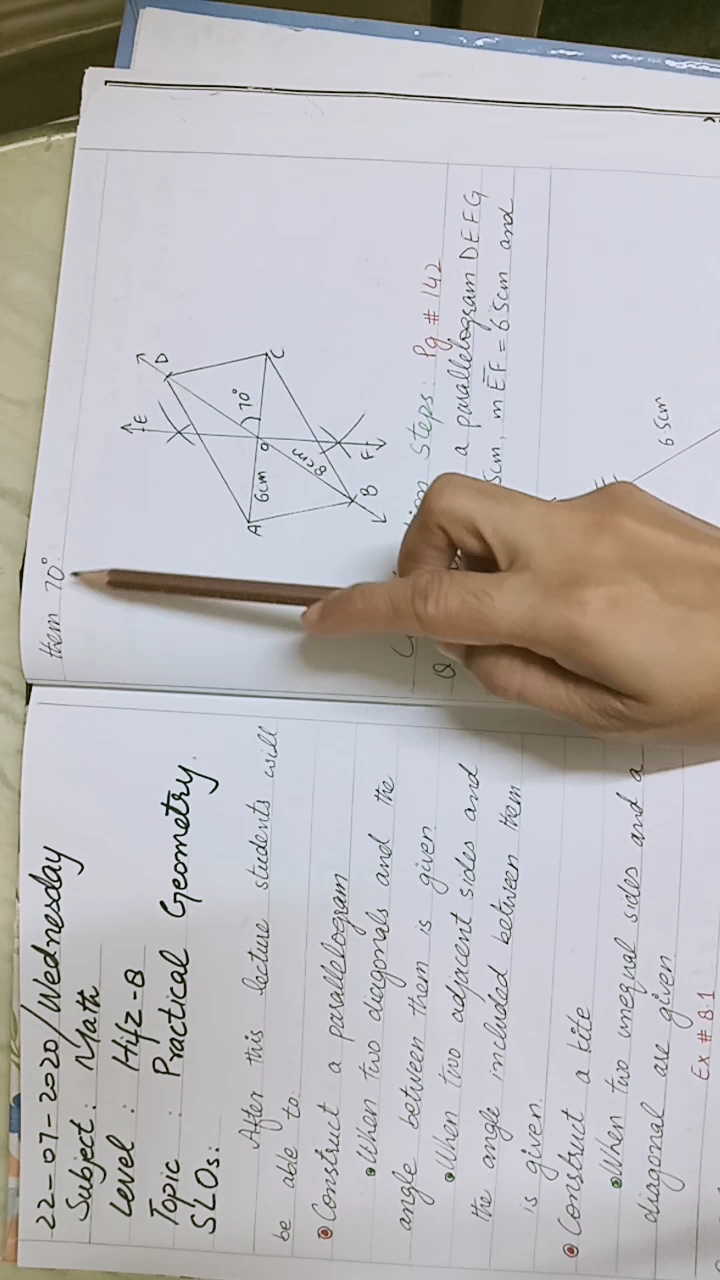 22-07-2020/Wednesday
Subject: Math
Level : Hifz-B
Topic : Practical Geometry.
SLOs:
After this lecture students will
be able to:
Construct a parallelogram
When two diagonals and the
angle between them is given
When two adjacent sides and
the angle included between them
is given.
Construct a kite
When two unequal sides and a
diagonal are given
Ex # 8.1
them 70°.
E
D
A
6cm
O
70°
C
B
F
Steps: Pg # 142
Q
a parallelogram DEFG
cm, mEF = 6.5cm and
6.5cm